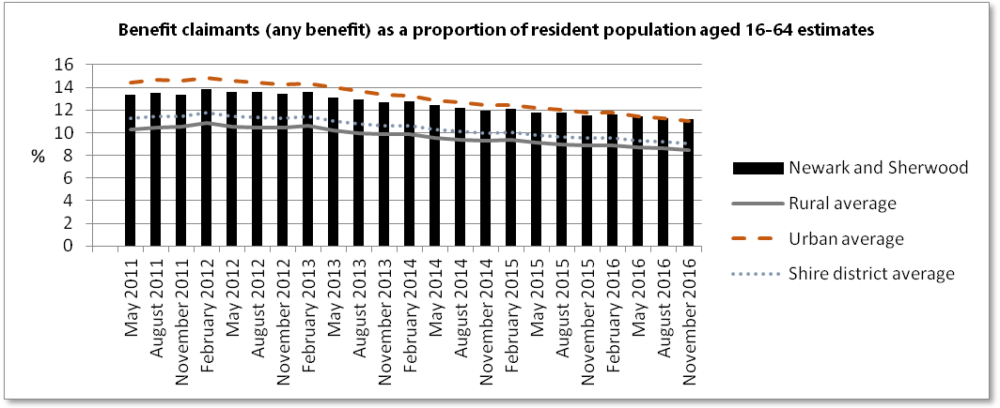 Benefit claimants (any benefit) as a proportion of resident population aged 16-64 estimates
16
14
12
10
8
6
4
2
0
%
May 2011
August 2011
November 2011
February 2012
May 2012
August 2012
November 2012
February 2013
May 2013
August 2013
November 2013
February 2014
May 2014
August 2014
November 2014
February 2015
May 2015
August 2015
November 2015
February 2016
May 2016
August 2016
November 2016
Newark and Sherwood
Rural average
Urban average
Shire district average